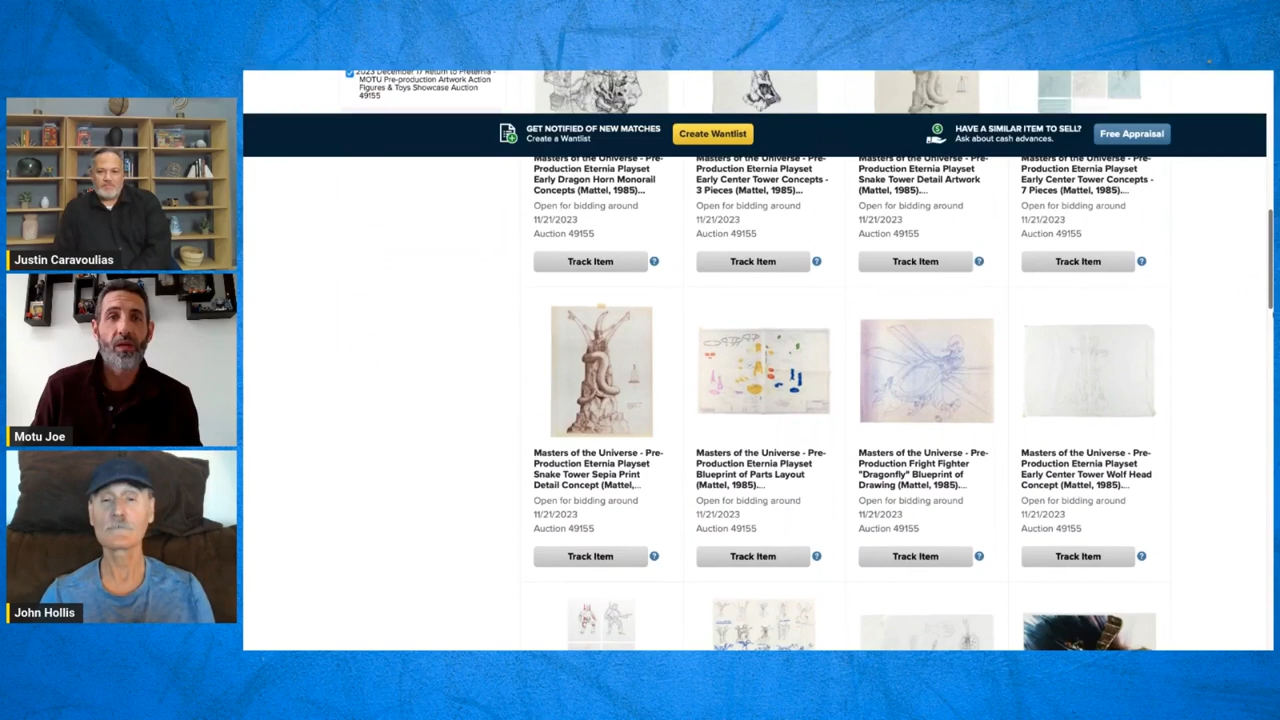 2023 December 17 Return to Preternia -
MOTU Pre-production Artwork Action
Figures & Toys Showcase Auction
49155
GET NOTIFIED OF NEW MATCHES
Create a Wantlist
Create Wantlist
HAVE A SIMILAR ITEM TO SELL?
Ask about cash advances.
Free Appraisal
Masters of the Universe - Pre-
Production Eternia Playset
Early Dragon Horn Monorail
Concepts (Mattel, 1985)...
Open for bidding around
11/21/2023
Auction 49155
Track Item
?
Masters of the Universe - Pre-
Production Eternia Playset
Early Center Tower Concepts -
3 Pieces (Mattel, 1985)...
Open for bidding around
11/21/2023
Auction 49155
Track Item
?
Masters of the Universe - Pre-
Production Eternia Playset
Snake Tower Detail Artwork
(Mattel, 1985)....
Open for bidding around
11/21/2023
Auction 49155
Track Item
?
Masters of the Universe - Pre-
Production Eternia Playset
Early Center Tower Concepts -
7 Pieces (Mattel, 1985)...
Open for bidding around
11/21/2023
Auction 49155
Track Item
?
Masters of the Universe - Pre-
Production Eternia Playset
Snake Tower Sepia Print
Detail Concept (Mattel,...
Open for bidding around
11/21/2023
Auction 49155
Track Item
?
Masters of the Universe - Pre-
Production Eternia Playset
Blueprint of Parts Layout
(Mattel, 1985)....
Open for bidding around
11/21/2023
Auction 49155
Track Item
?
Masters of the Universe - Pre-
Production Fright Fighter
"Dragonfly" Blueprint of
Drawing (Mattel, 1985)....
Open for bidding around
11/21/2023
Auction 49155
Track Item
?
Masters of the Universe - Pre-
Production Eternia Playset
Early Center Tower Wolf Head
Concept (Mattel, 1985)....
Open for bidding around
11/21/2023
Auction 49155
Track Item
?
Justin Caravoulias
Motu Joe
John Hollis